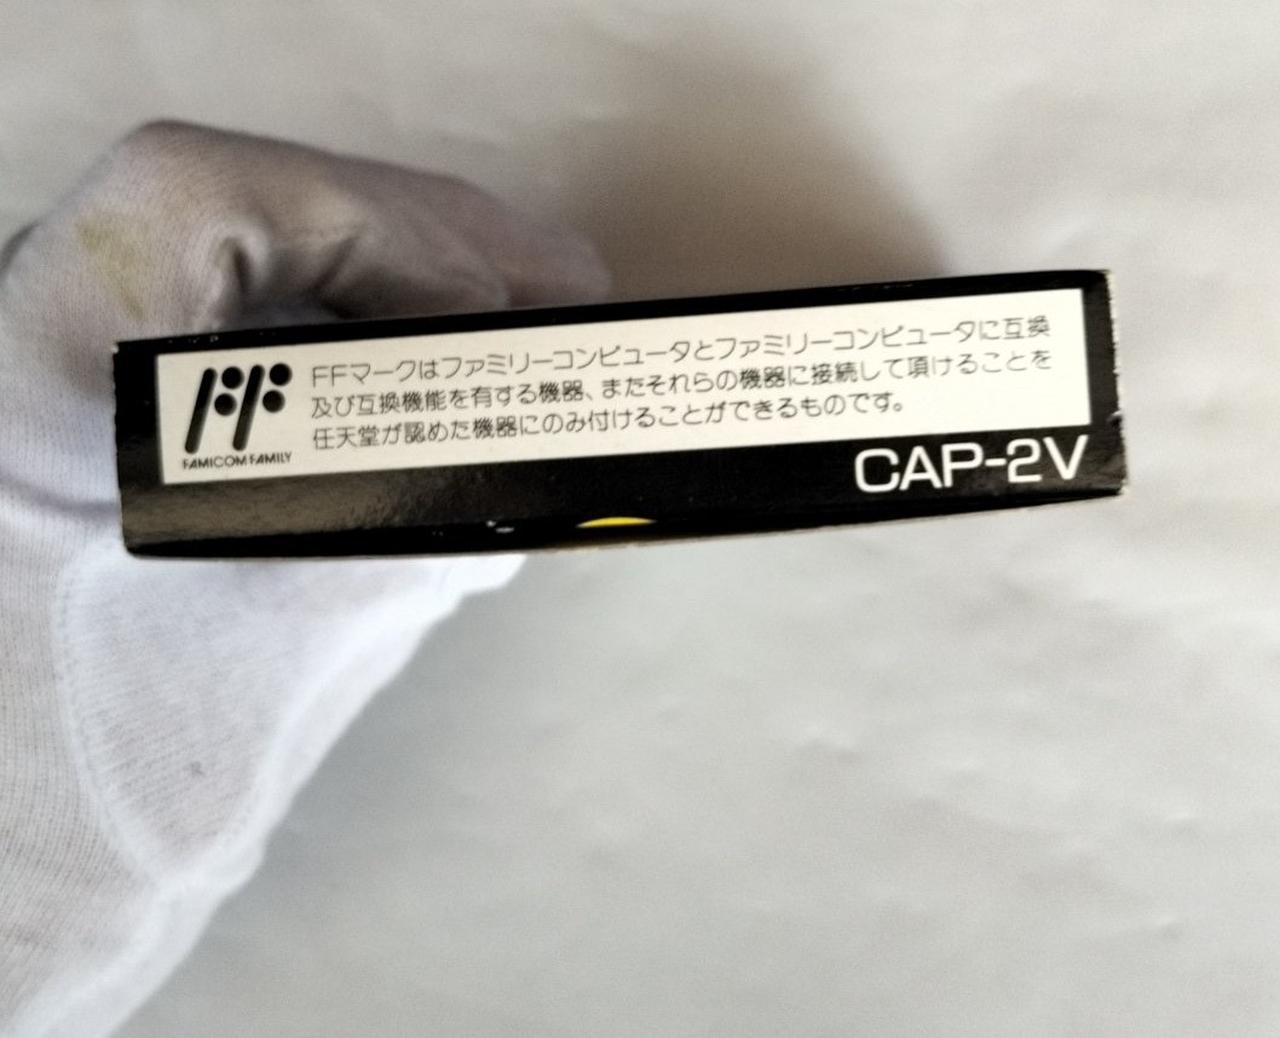 FFマークはファミリーコンピュータとファミリーコンピュータに互換
及び互換機能を有する機器、またそれらの機器に接続して頂けることを
任天堂が認めた機器にのみ付けることができるものです。
FAMICOM FAMILY
CAP-2V